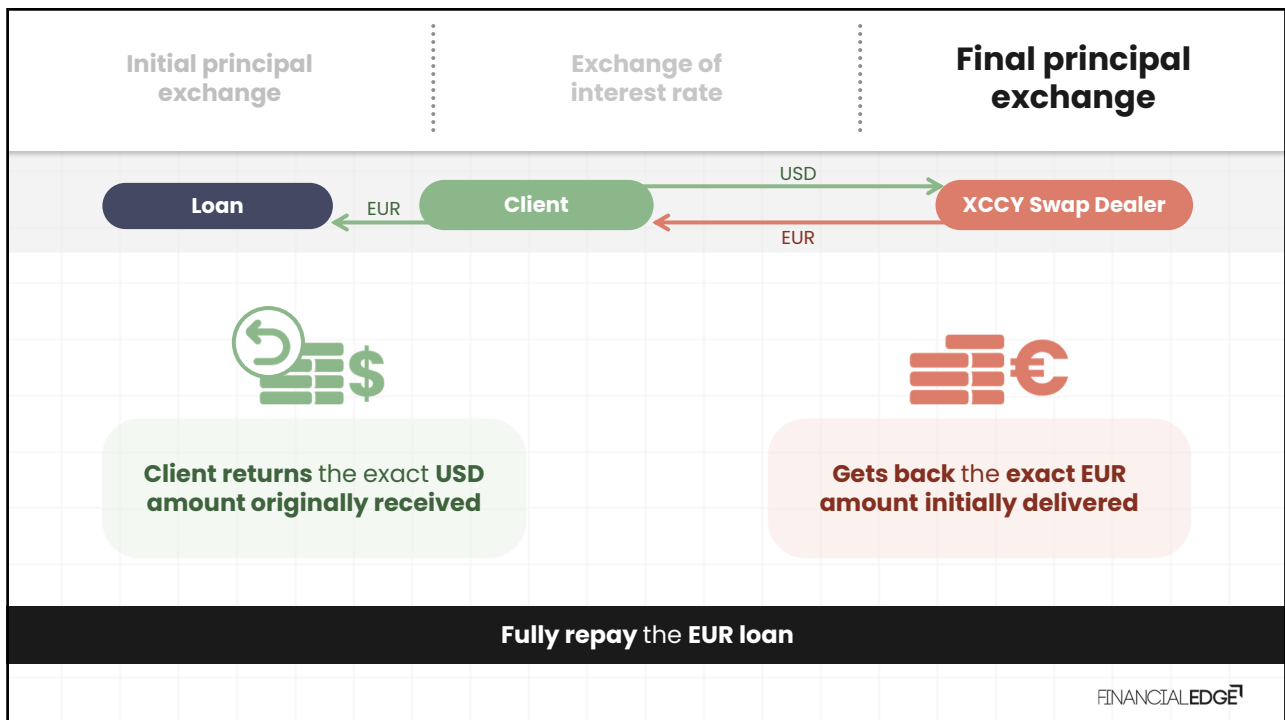 Initial principal
exchange
Exchange of
interest rate
Final principal
exchange
Loan
EUR
Client
USD
EUR
XCCY Swap Dealer
$
€
Client returns the exact USD
amount originally received
Gets back the exact EUR
amount initially delivered
Fully repay the EUR loan
FINANCIALEDGE